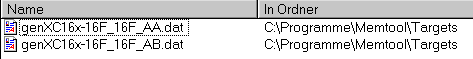 Name In Ordner
genXC16x-16F_16F_AA.dat C:\Programme\Memtool\Targets
genXC16x-16F_16F_AB.dat C:\Programme\Memtool\Targets